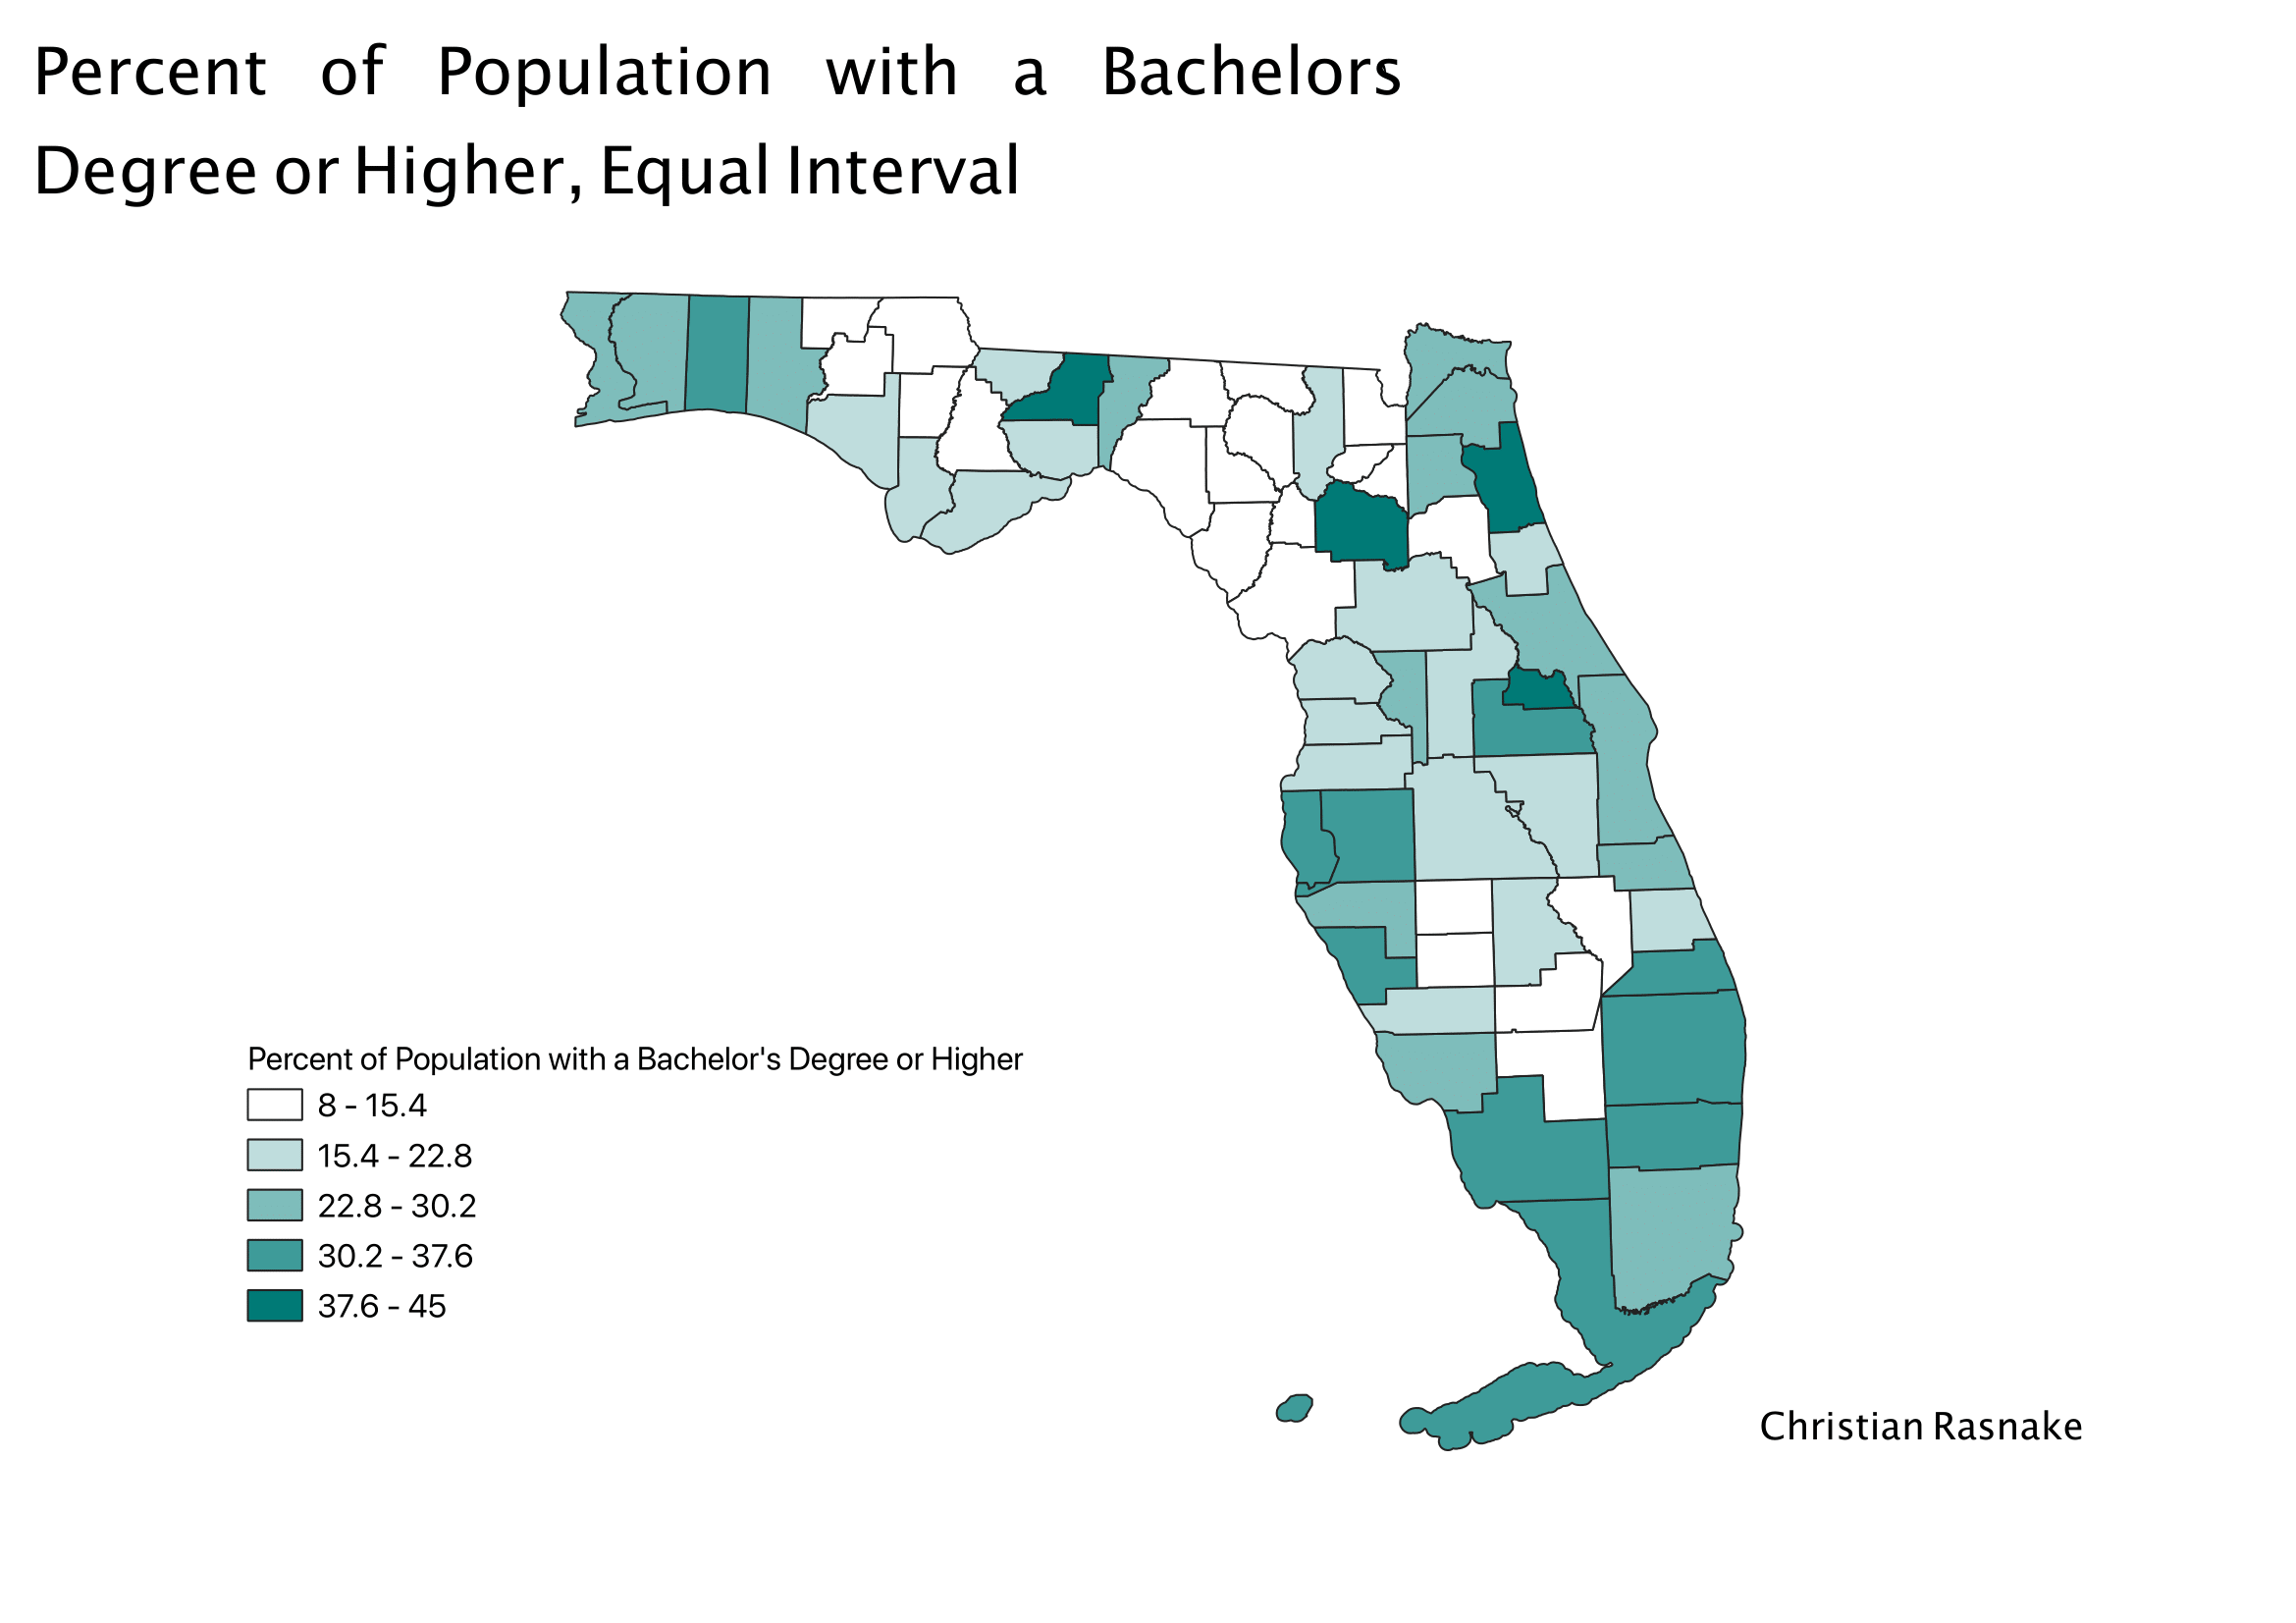 Percent of Population with a Bachelors
Degree or Higher, Equal Interval
Percent of Population with a Bachelor's Degree or Higher
8 - 15.4
15.4 - 22.8
22.8 - 30.2
30.2 - 37.6
37.6 - 45
Christian Rasnake